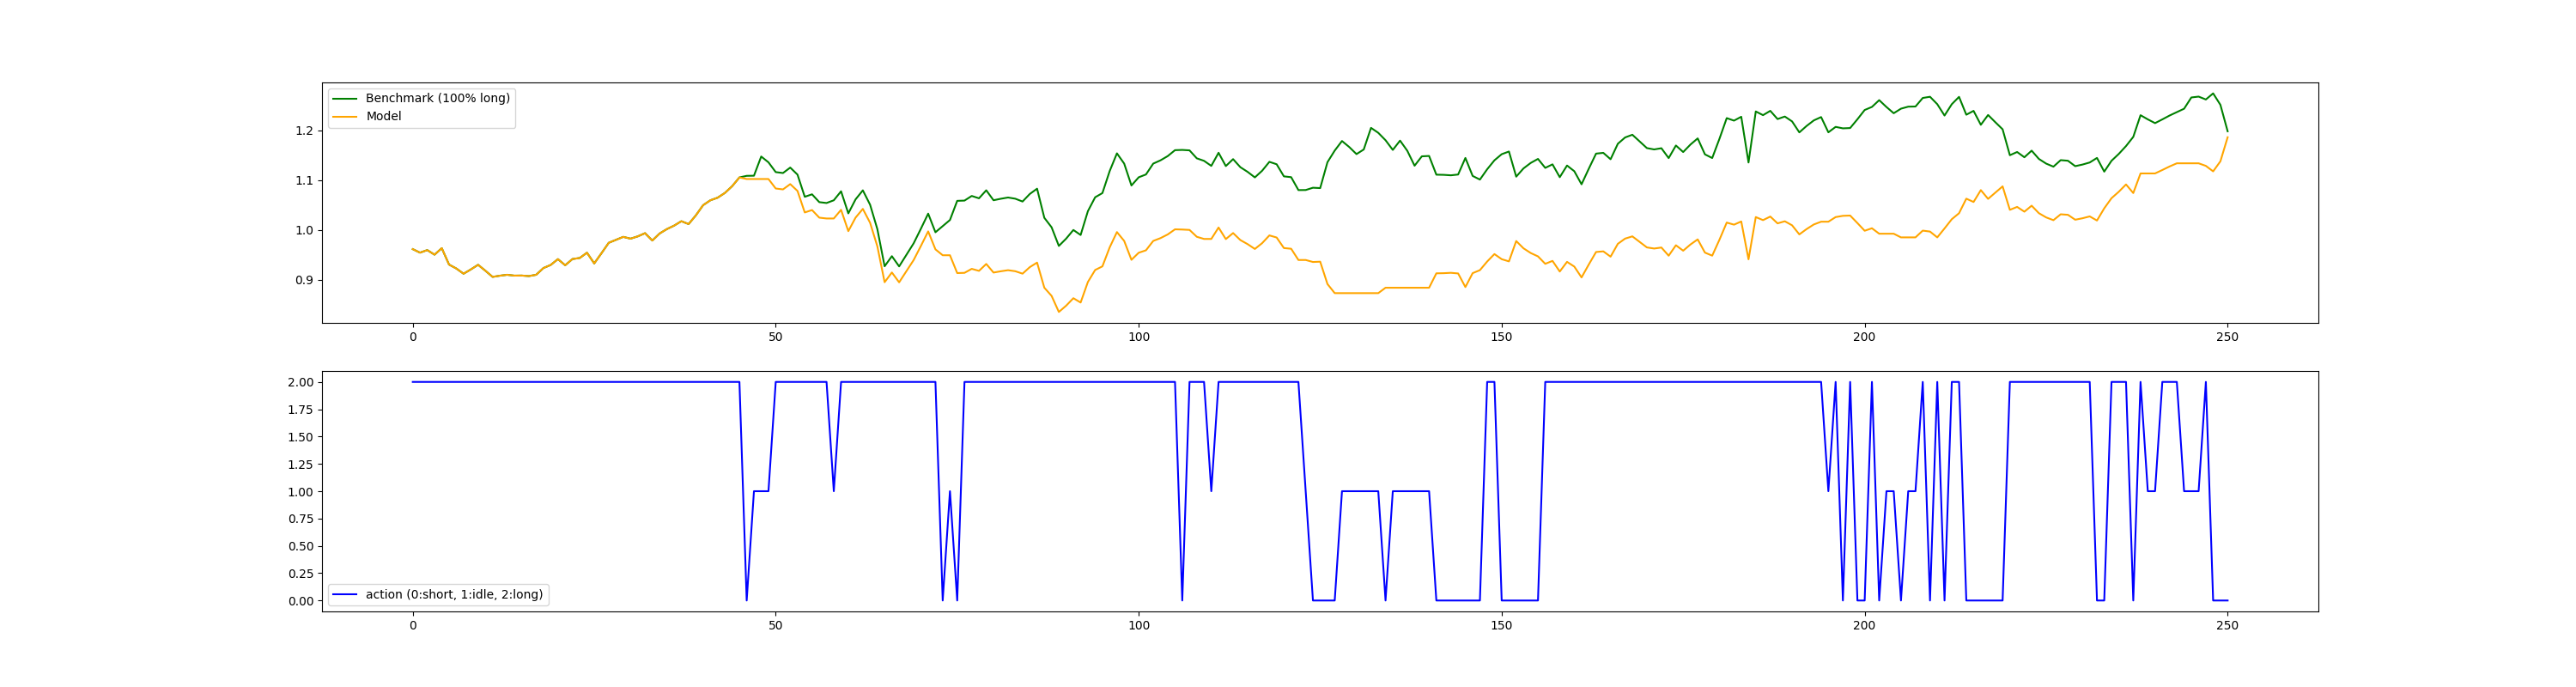 Benchmark (100% long)
Model
1.2
1.1
1.0
0.9
0 50 100 150 200 250
2.00
1.75
1.50
1.25
1.00
0.75
0.50
0.25
0.00
action (0:short, 1:idle, 2:long)
0 50 100 150 200 250